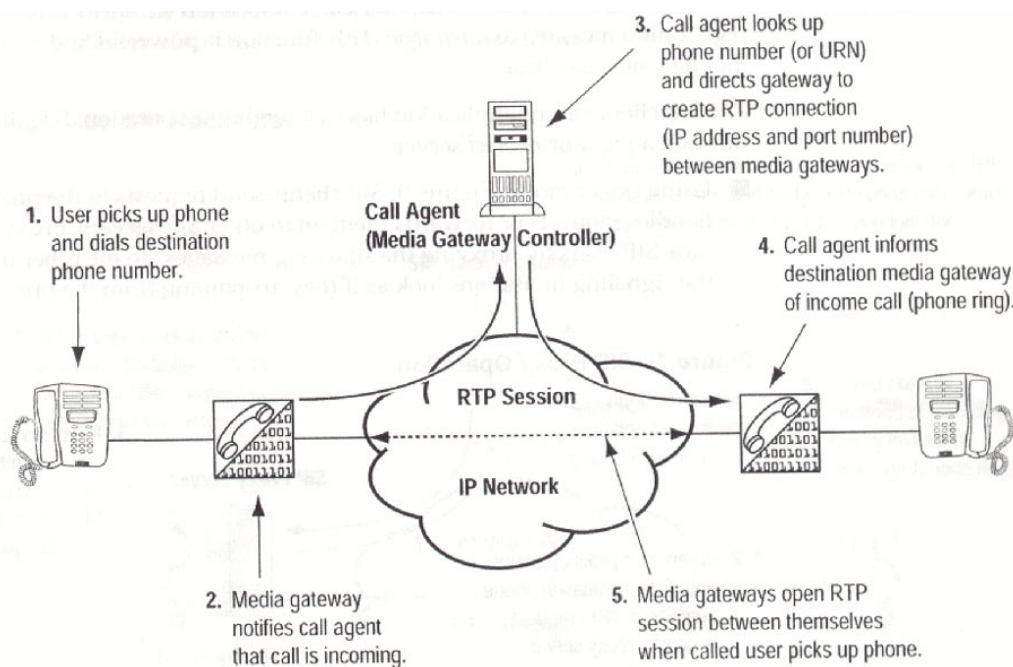 3. Call agent looks up
phone number (or URN)
and directs gateway to
create RTP connection
(IP address and port number)
between media gateways.
1. User picks up phone
and dials destination
phone number.
Call Agent
(Media Gateway Controller)
4. Call agent informs
destination media gateway
of income call (phone ring).
RTP Session
IP Network
2. Media gateway
notifies call agent
that call is incoming.
5. Media gateways open RTP
session between themselves
when called user picks up phone.